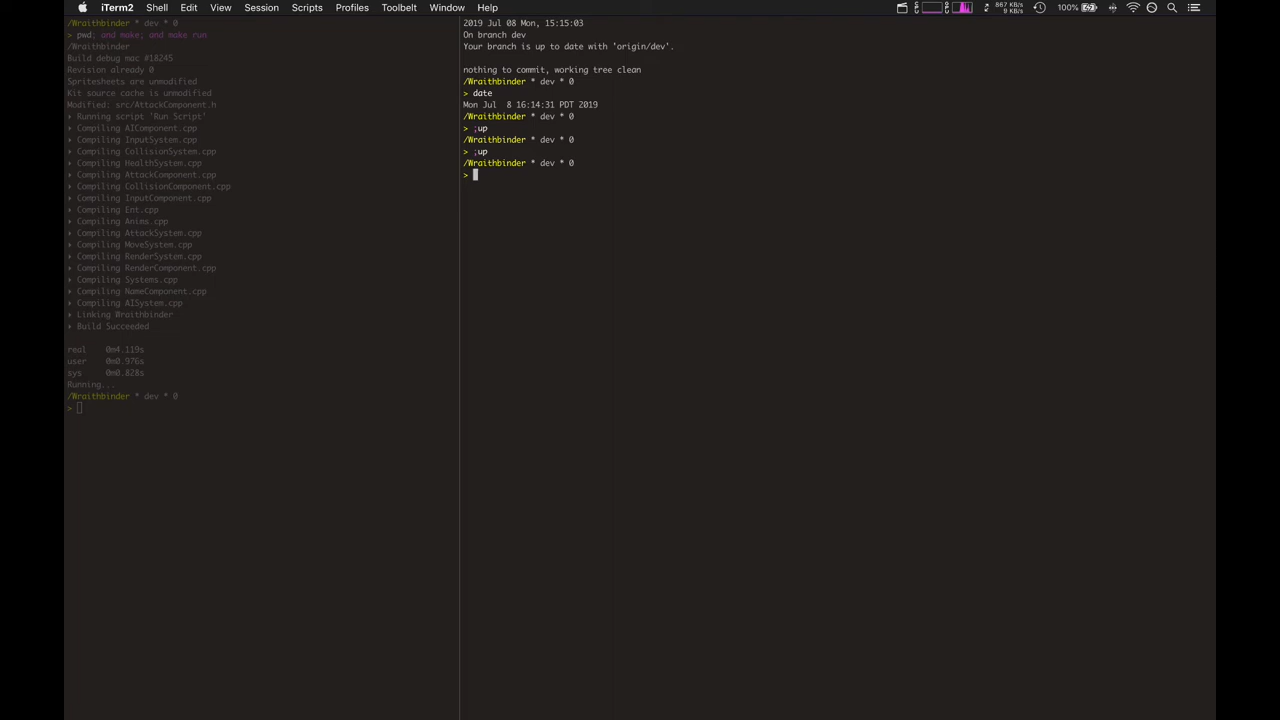 iTerm2 Shell Edit View Session Scripts Profiles Toolbelt Window Help
867 KB/s
9 KB/s
100%
/Wraithbinder * dev * 0
> pwd; and make; and make run
/Wraithbinder
Build debug mac #18245
Revision already 0
Spritesheets are unmodified
Kit source cache is unmodified
Modified: src/AttackComponent.h
Running script 'Run Script'
Compiling AIComponent.cpp
Compiling InputSystem.cpp
Compiling CollisionSystem.cpp
Compiling HealthSystem.cpp
Compiling AttackComponent.cpp
Compiling CollisionComponent.cpp
Compiling InputComponent.cpp
Compiling Ent.cpp
Compiling Anims.cpp
Compiling AttackSystem.cpp
Compiling MoveSystem.cpp
Compiling RenderSystem.cpp
Compiling RenderComponent.cpp
Compiling Systems.cpp
Compiling NameComponent.cpp
Compiling AISystem.cpp
Linking Wraithbinder
Build Succeeded
real 0m4.119s
user 0m0.976s
sys 0m0.828s
Running...
/Wraithbinder * dev * 0
>
2019 Jul 08 Mon, 15:15:03
On branch dev
Your branch is up to date with 'origin/dev'.
nothing to commit, working tree clean
/Wraithbinder * dev * 0
> date
Mon Jul  8 16:14:31 PDT 2019
/Wraithbinder * dev * 0
> ;up
/Wraithbinder * dev * 0
> ;up
/Wraithbinder * dev * 0
>